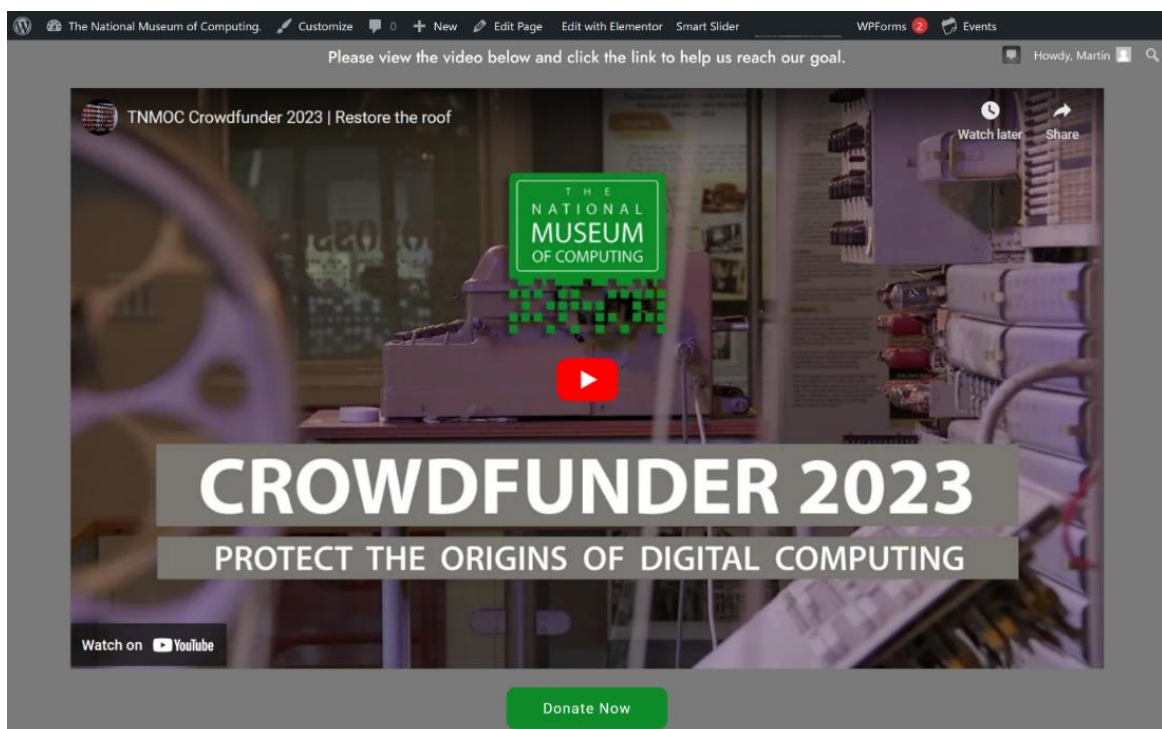 The National Museum of Computing. Customize 0 New Edit Page Edit with Elementor Smart Slider WPForms 2 Events
Please view the video below and click the link to help us reach our goal.
Howdy, Martin
TNMOC Crowdfunder 2023 | Restore the roof
Watch later Share
THE
NATIONAL
MUSEUM
OF COMPUTING
CROWDFUNDER 2023
PROTECT THE ORIGINS OF DIGITAL COMPUTING
Watch on YouTube
Donate Now